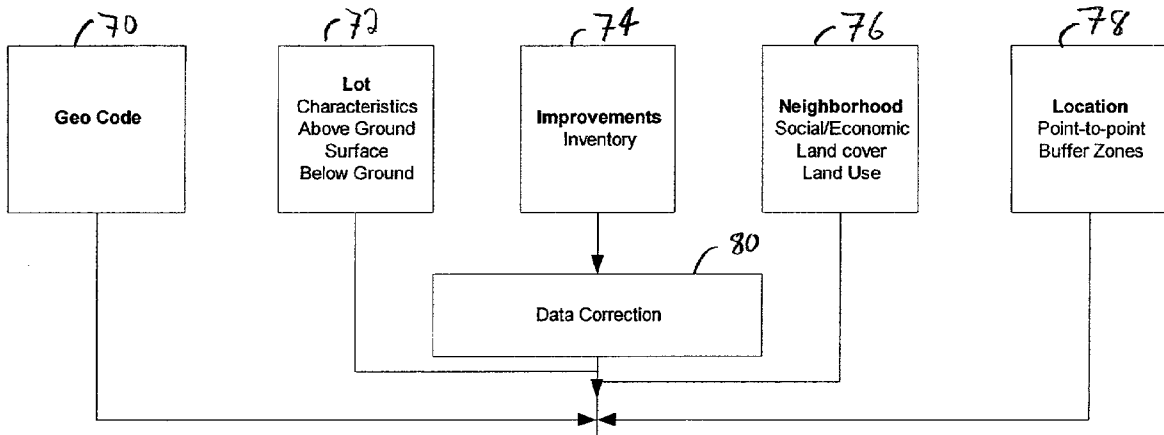 70
72
74
76
78
Geo Code
Lot
Characteristics
Above Ground
Surface
Below Ground
Improvements
Inventory
Neighborhood
Social/Economic
Land cover
Land Use
Location
Point-to-point
Buffer Zones
80
Data Correction